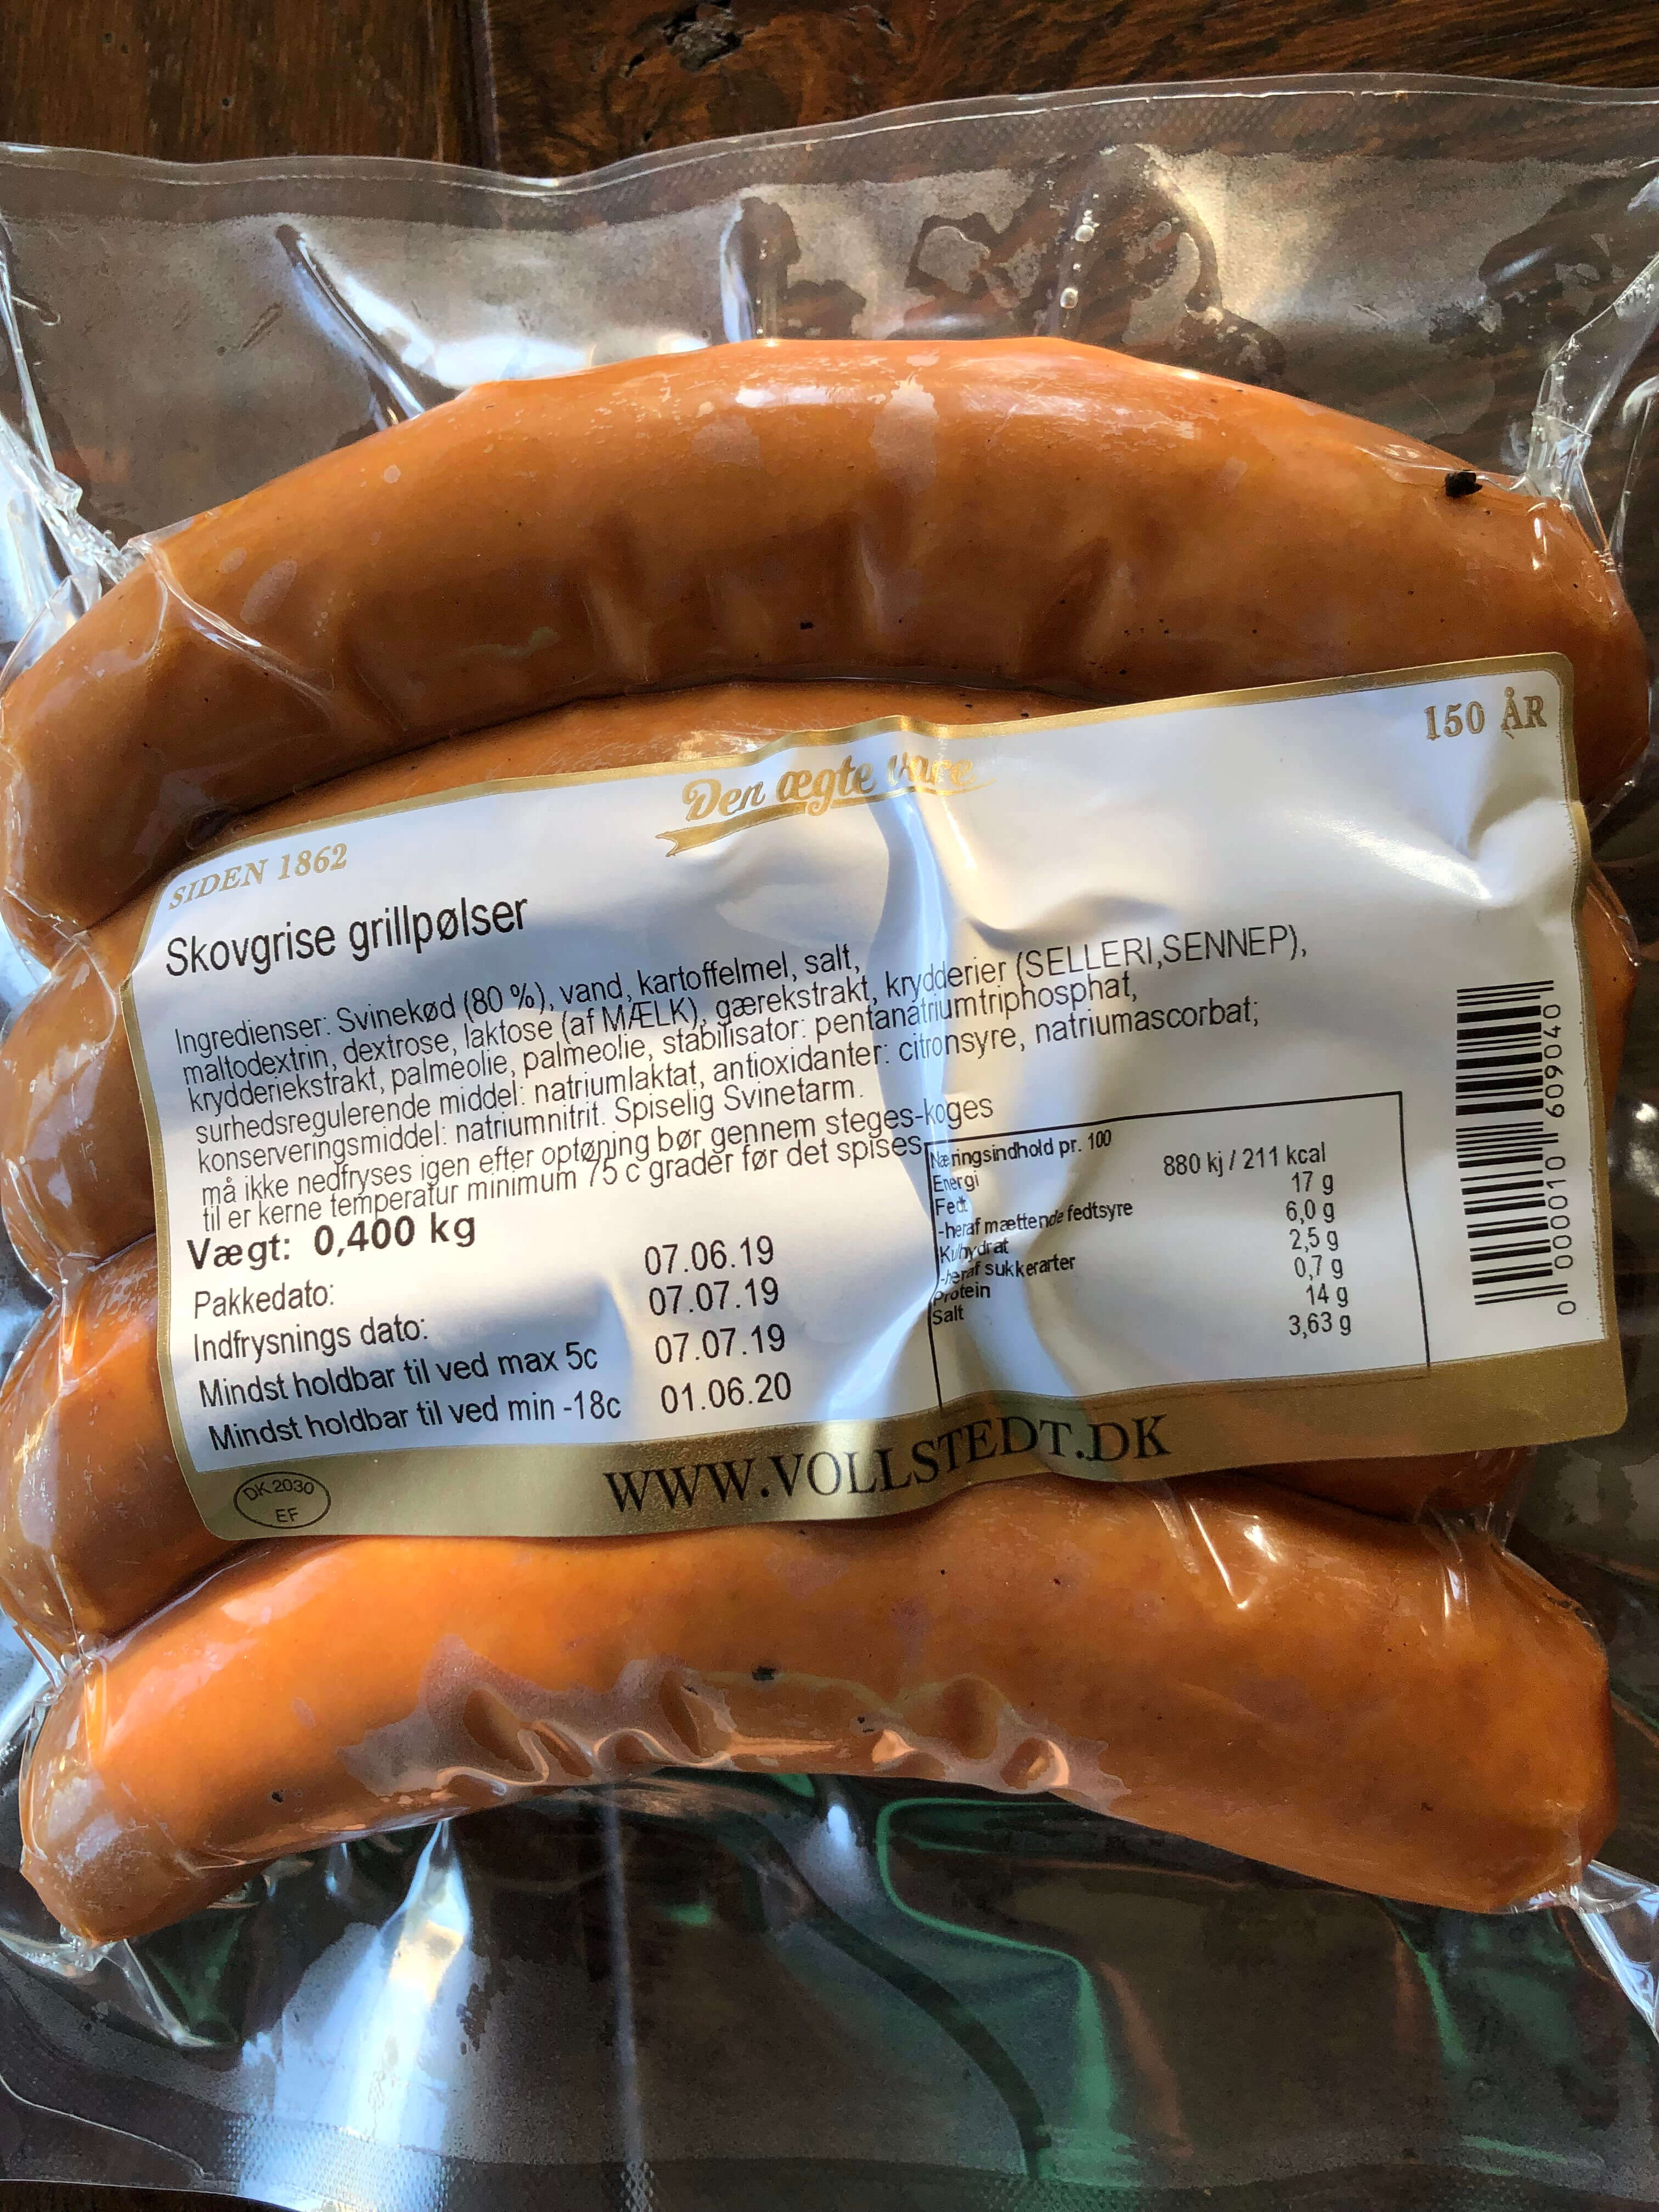 150 ÅR
Den ægte vare
SIDEN 1862
Skovgrise grillpølser
Ingredienser: Svinekød (80 %), vand, kartoffelmel, salt,
maltodextrin, dextrose, laktose (af MÆLK), gærekstrakt, krydderier (SELLERI,SENNEP),
krydderiekstrakt, palmeolie, palmeolie, stabilisator: pentanatriumtriphosphat,
surhedsregulerende middel: natriumlaktat, antioxidanter: citronsyre, natriumascorbat;
konserveringsmiddel: natriumnitrit. Spiselig Svinetarm.
må ikke nedfryses igen efter optøning bør gennem steges-koges
til er kerne temperatur minimum 75 c grader før det spises
Vægt: 0,400 kg
Pakkedato: 07.06.19
Indfrysnings dato: 07.07.19
Mindst holdbar til ved max 5c 07.07.19
Mindst holdbar til ved min -18c 01.06.20
Næringsindhold pr. 100
Energi 880 kj / 211 kcal
Fedt 17 g
-heraf mættende fedtsyre 6,0 g
Kulhydrat 2,5 g
-heraf sukkerarter 0,7 g
Protein 14 g
Salt 3,63 g
0 000010 609040
DK 2030
EF
WWW.VOLLSTEDT.DK